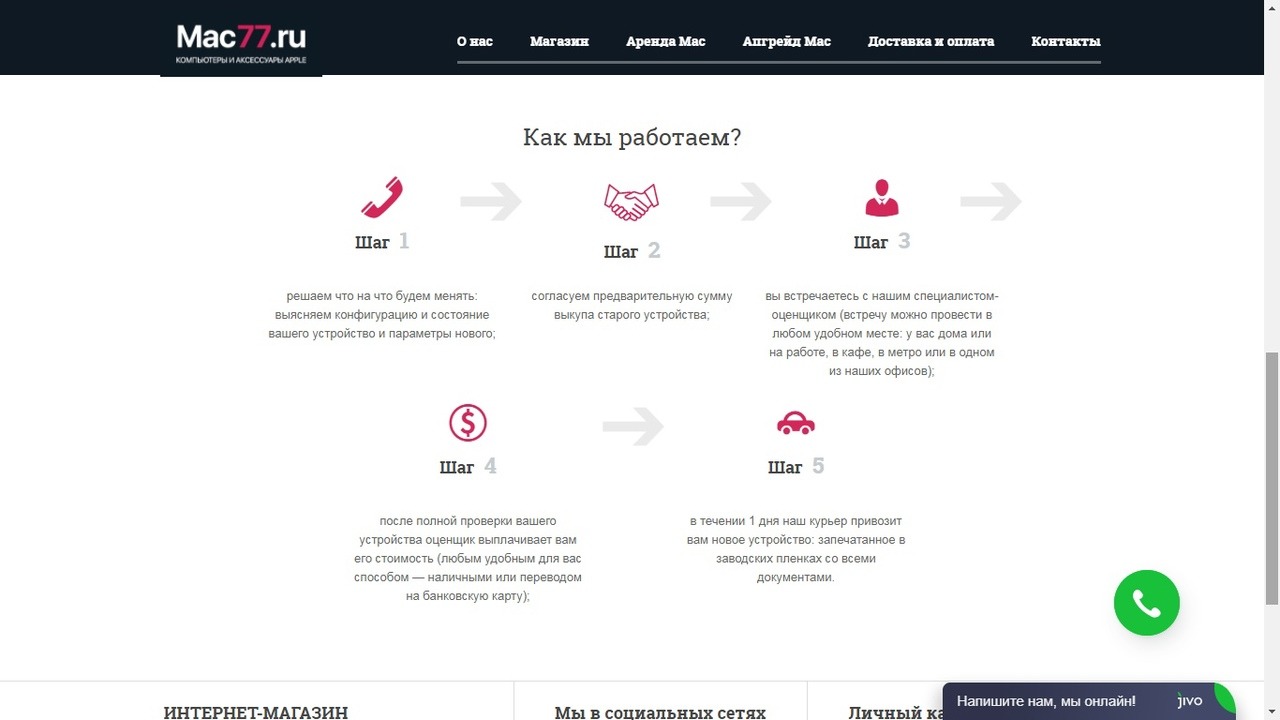 Mac77.ru
КОМПЬЮТЕРЫ И АКСЕССУАРЫ APPLE
О нас Магазин Аренда Mac Апгрейд Mac Доставка и оплата Контакты
Как мы работаем?
Шаг 1
решаем что на что будем менять:
выясняем конфигурацию и состояние
вашего устройство и параметры нового;
Шаг 2
согласуем предварительную сумму
выкупа старого устройства;
Шаг 3
вы встречаетесь с нашим специалистом-
оценщиком (встречу можно провести в
любом удобном месте: у вас дома или
на работе, в кафе, в метро или в одном
из наших офисов);
Шаг 4
после полной проверки вашего
устройства оценщик выплачивает вам
его стоимость (любым удобным для вас
способом — наличными или переводом
на банковскую карту);
Шаг 5
в течении 1 дня наш курьер привозит
вам новое устройство: запечатанное в
заводских пленках со всеми
документами.
ИНТЕРНЕТ-МАГАЗИН
Мы в социальных сетях
Личный ка
Напишите нам, мы онлайн!
jivo